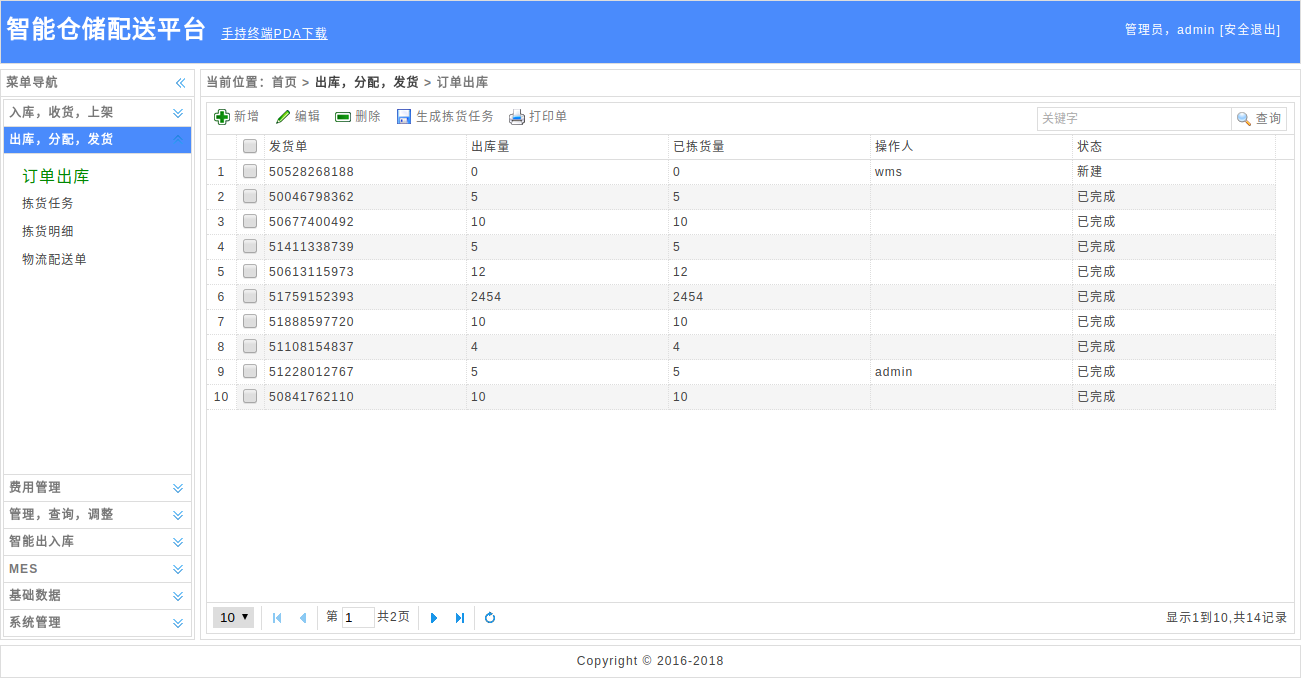 智能仓储配送平台 手持终端PDA下载 管理员，admin [安全退出]
菜单导航
入库，收货，上架
出库，分配，发货
订单出库
拣货任务
拣货明细
物流配送单
费用管理
管理，查询，调整
智能出入库
MES
基础数据
系统管理
当前位置：首页 > 出库，分配，发货 > 订单出库
新增 编辑 删除 生成拣货任务 打印单 关键字 查询
发货单 出库量 已拣货量 操作人 状态
1 50528268188 0 0 wms 新建
2 50046798362 5 5 已完成
3 50677400492 10 10 已完成
4 51411338739 5 5 已完成
5 50613115973 12 12 已完成
6 51759152393 2454 2454 已完成
7 51888597720 10 10 已完成
8 51108154837 4 4 已完成
9 51228012767 5 5 admin 已完成
10 50841762110 10 10 已完成
10 第 1 共2页 显示1到10,共14记录
Copyright © 2016-2018